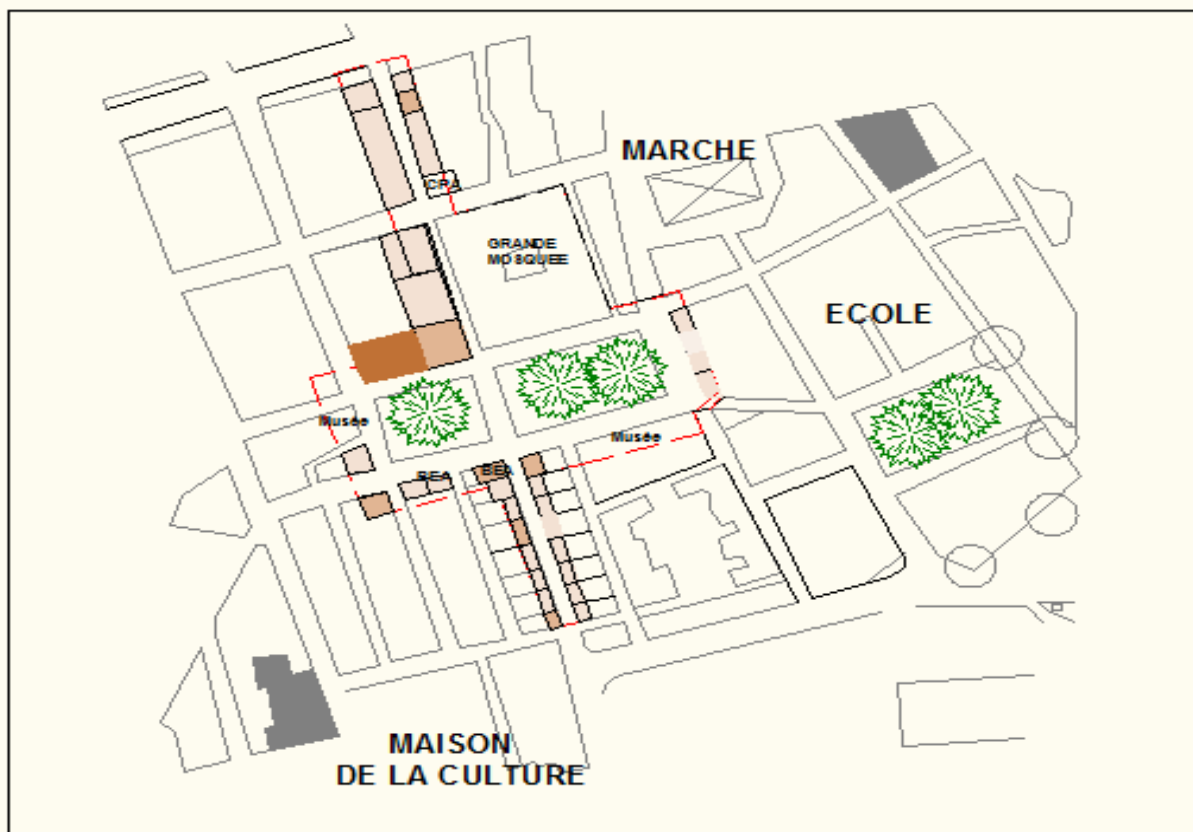 MARCHE
CPA
GRANDE
MOSQUEE
ECOLE
Musée
Musée
BEA
BEA
MAISON
DE LA CULTURE